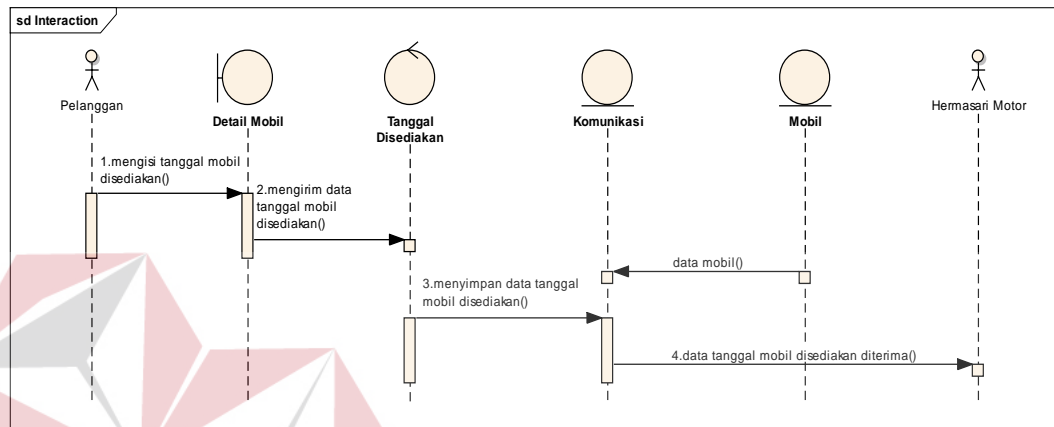 sd Interaction
Pelanggan
Detail Mobil
Tanggal
Disediakan
Komunikasi
Mobil
Hermasari Motor
1.mengisi tanggal mobil
disediakan()
2.mengirim data
tanggal mobil
disediakan()
data mobil()
3.menyimpan data tanggal
mobil disediakan()
4.data tanggal mobil disediakan diterima()